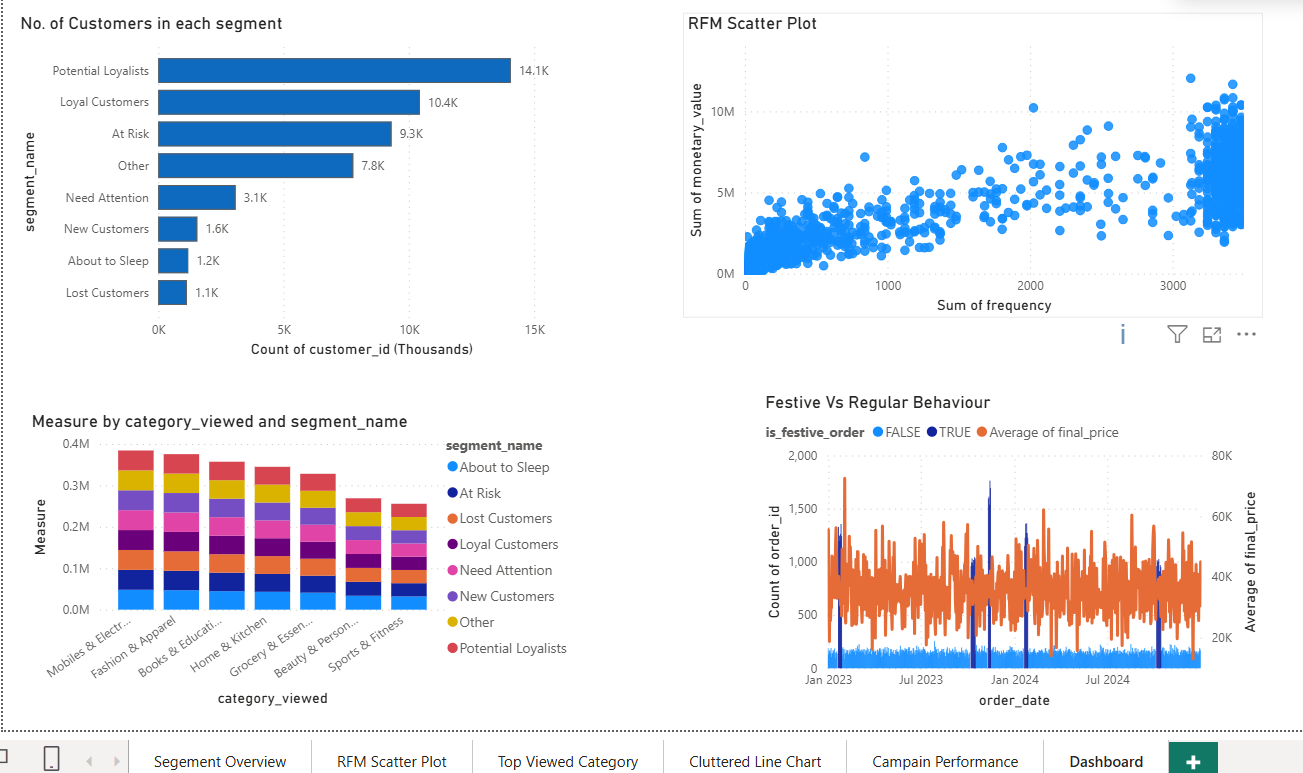 No. of Customers in each segment
segment_name
Potential Loyalists
14.1K
Loyal Customers
10.4K
At Risk
9.3K
Other
7.8K
Need Attention
3.1K
New Customers
1.6K
About to Sleep
1.2K
Lost Customers
1.1K
0K 5K 10K 15K
Count of customer_id (Thousands)
RFM Scatter Plot
Sum of monetary_value
10M
5M
0M
0 1000 2000 3000
Sum of frequency
Measure by category_viewed and segment_name
Measure
0.4M
0.3M
0.2M
0.1M
0.0M
Mobiles & Electr...
Fashion & Apparel
Books & Educati...
Home & Kitchen
Grocery & Essen...
Beauty & Person...
Sports & Fitness
category_viewed
segment_name
About to Sleep
At Risk
Lost Customers
Loyal Customers
Need Attention
New Customers
Other
Potential Loyalists
Festive Vs Regular Behaviour
is_festive_order FALSE TRUE Average of final_price
Count of order_id
2,000
1,500
1,000
500
0
80K
60K
40K
20K
Average of final_price
Jan 2023 Jul 2023 Jan 2024 Jul 2024
order_date
Segement Overview RFM Scatter Plot Top Viewed Category Cluttered Line Chart Campain Performance Dashboard +